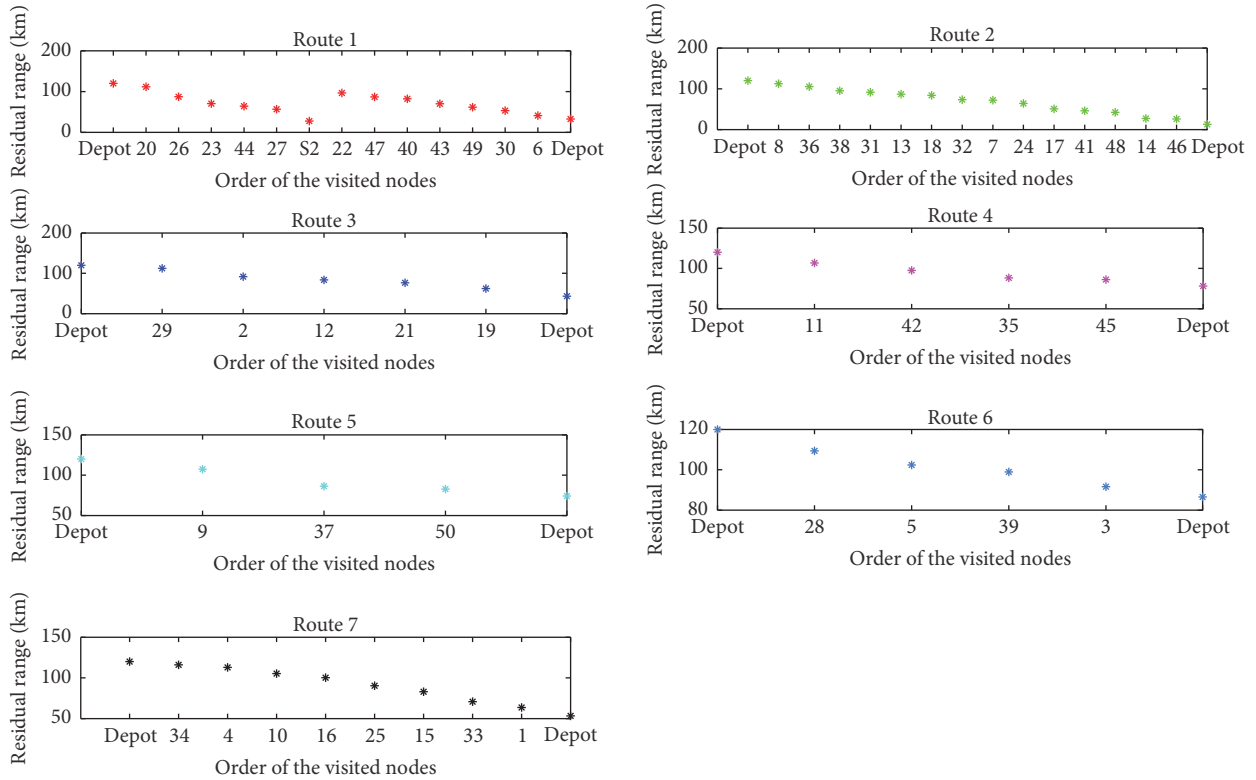 Route 1
Residual range (km)
200
100
0
Depot 20 26 23 44 27 S2 22 47 40 43 49 30 6 Depot
Order of the visited nodes
Route 2
Residual range (km)
200
100
0
Depot 8 36 38 31 13 18 32 7 24 17 41 48 14 46 Depot
Order of the visited nodes
Route 3
Residual range (km)
200
100
0
Depot 29 2 12 21 19 Depot
Order of the visited nodes
Route 4
Residual range (km)
150
100
50
Depot 11 42 35 45 Depot
Order of the visited nodes
Route 5
Residual range (km)
150
100
50
Depot 9 37 50 Depot
Order of the visited nodes
Route 6
Residual range (km)
120
100
80
Depot 28 5 39 3 Depot
Order of the visited nodes
Route 7
Residual range (km)
150
100
50
Depot 34 4 10 16 25 15 33 1 Depot
Order of the visited nodes